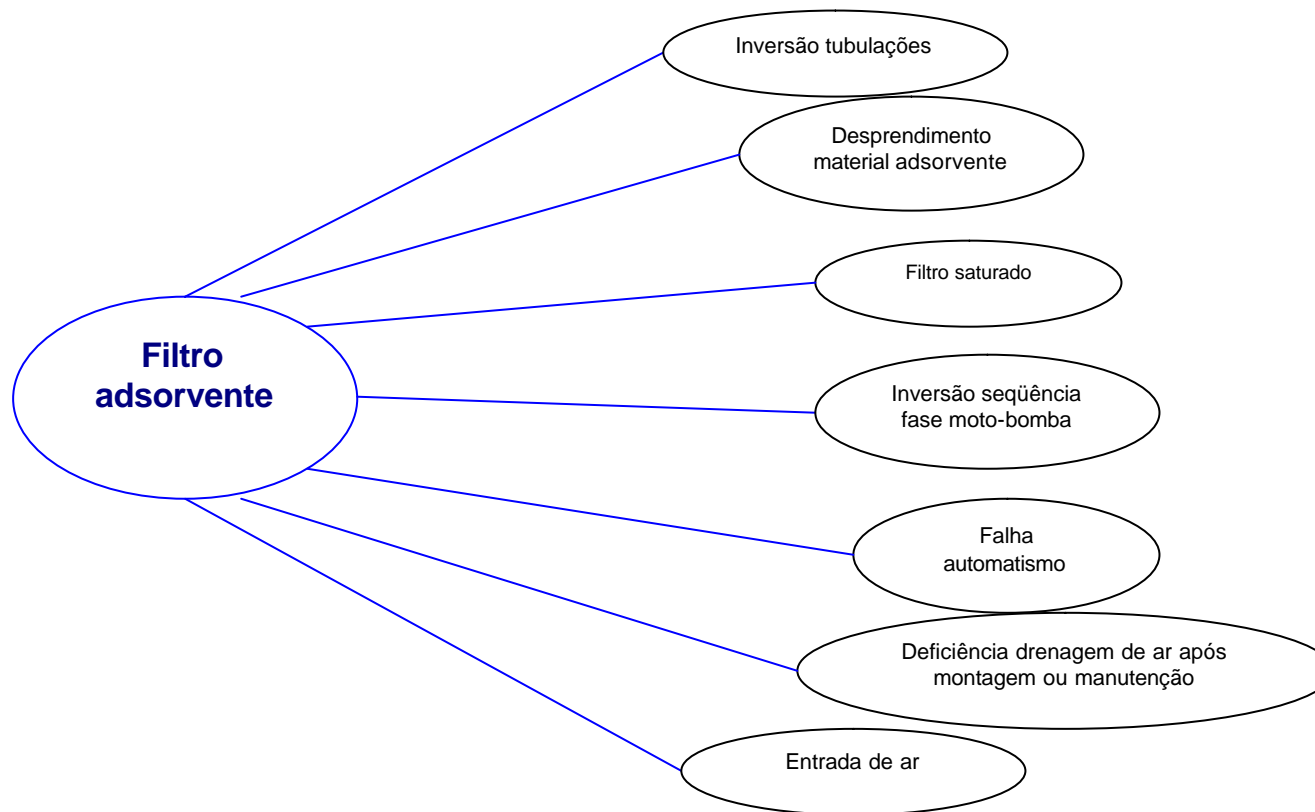 Inversão tubulações
Desprendimento
material adsorvente
Filtro saturado
Filtro
adsorvente
Inversão seqüência
fase moto-bomba
Falha
automatismo
Deficiência drenagem de ar após
montagem ou manutenção
Entrada de ar